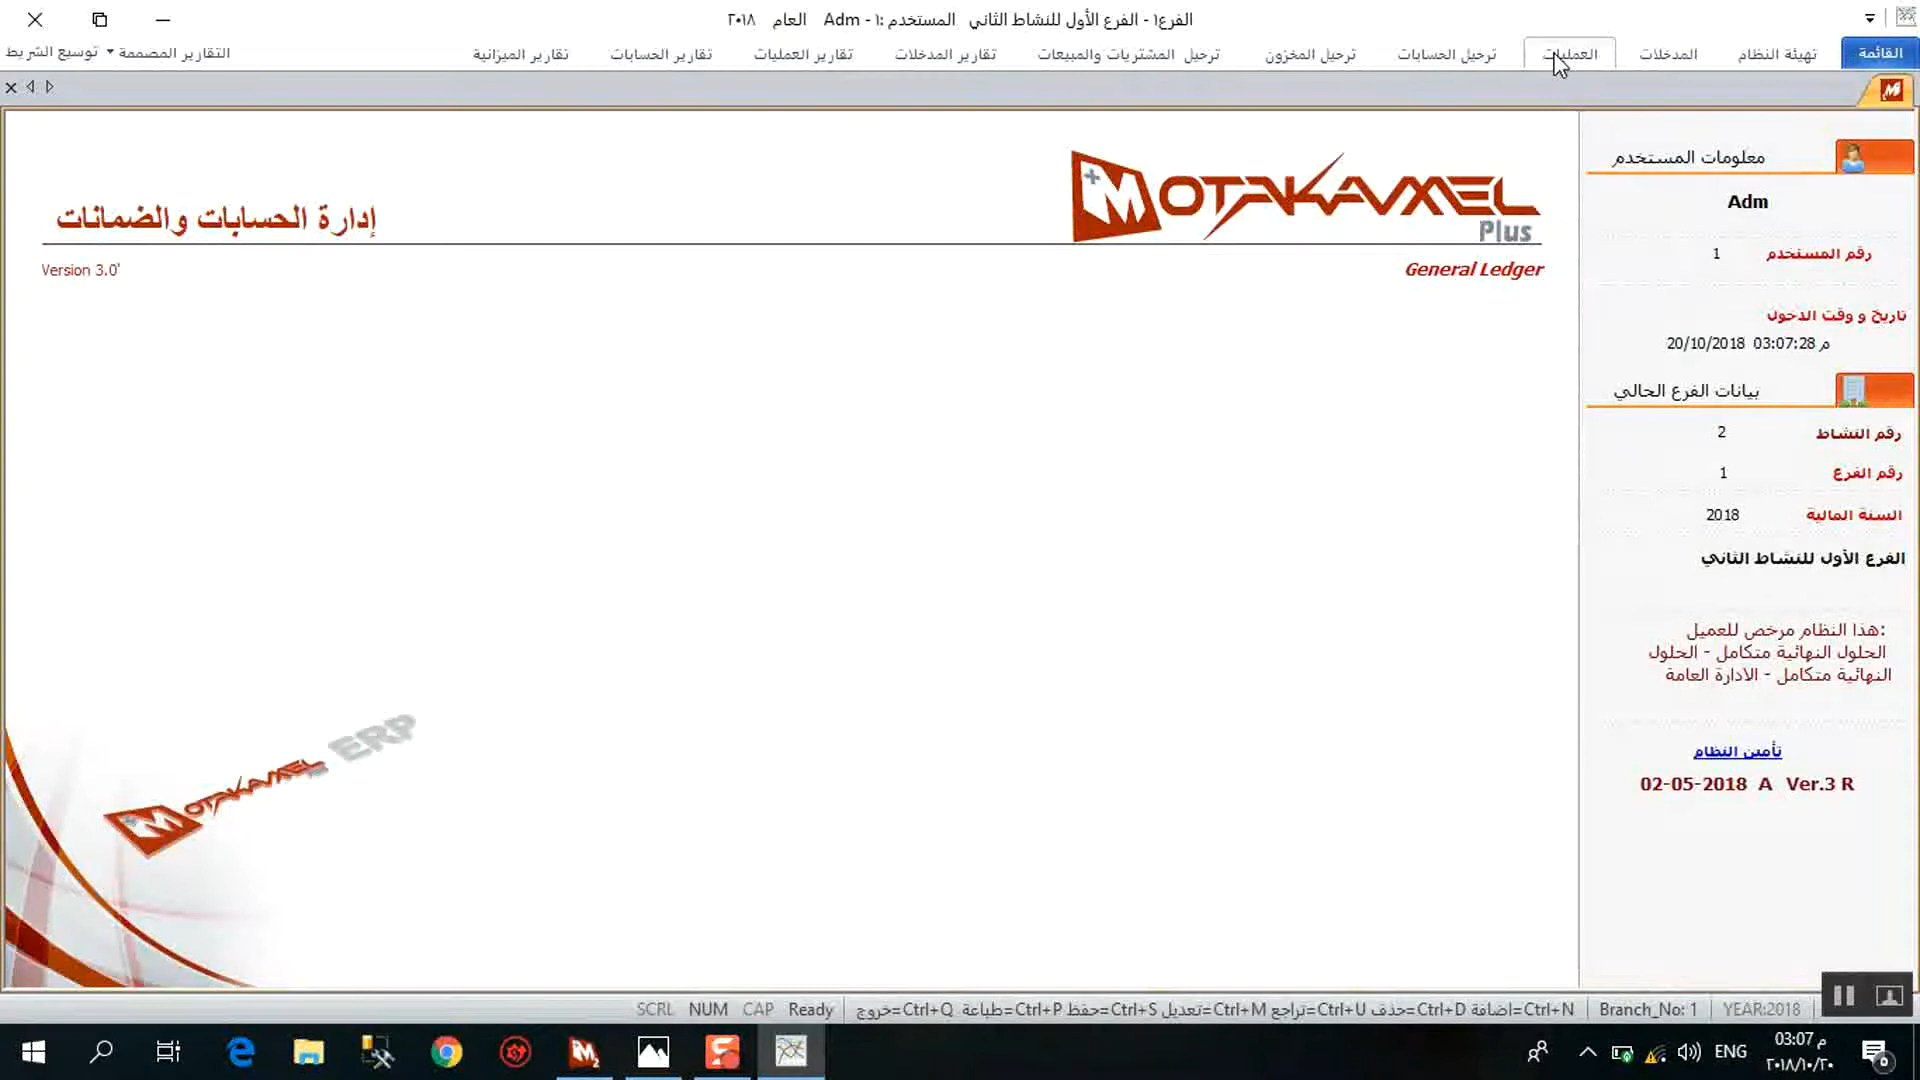 الفرع١ - الفرع الأول للنشاط الثاني المستخدم :١ - Adm العام ٢٠١٨
القائمة تهيئة النظام المدخلات العمليات ترحيل الحسابات ترحيل المخزون ترحيل المشتريات والمبيعات تقارير المدخلات تقارير العمليات تقارير الحسابات تقارير الميزانية التقارير المصممة توسيع الشريط
MOTAKAMEL
Plus
إدارة الحسابات والضمانات
General Ledger
Version 3.0'
معلومات المستخدم
Adm
رقم المستخدم 1
تاريخ و وقت الدخول
20/10/2018 03:07:28 م
بيانات الفرع الحالي
رقم النشاط 2
رقم الفرع 1
السنة المالية 2018
الفرع الأول للنشاط الثاني
هذا النظام مرخص للعميل:
الحلول النهائية متكامل - الحلول
النهائية متكامل - الادارة العامة
تأمين النظام
02-05-2018 A Ver.3 R
MOTAKAMEL ERP
SCRL NUM CAP Ready Ctrl+N=اضافة Ctrl+D=حذف Ctrl+U=تراجع Ctrl+M=تعديل Ctrl+S=حفظ Ctrl+P=طباعة Ctrl+Q=خروج Branch_No: 1 YEAR:2018
ENG 03:07 م
٢٠١٨/١٠/٢٠